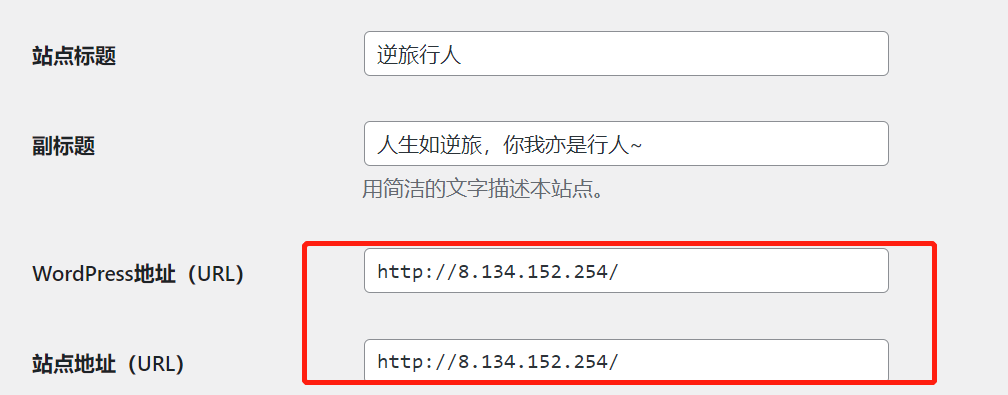 站点标题
逆旅行人
副标题
人生如逆旅，你我亦是行人~
用简洁的文字描述本站点。
WordPress地址（URL）
http://8.134.152.254/
站点地址（URL）
http://8.134.152.254/